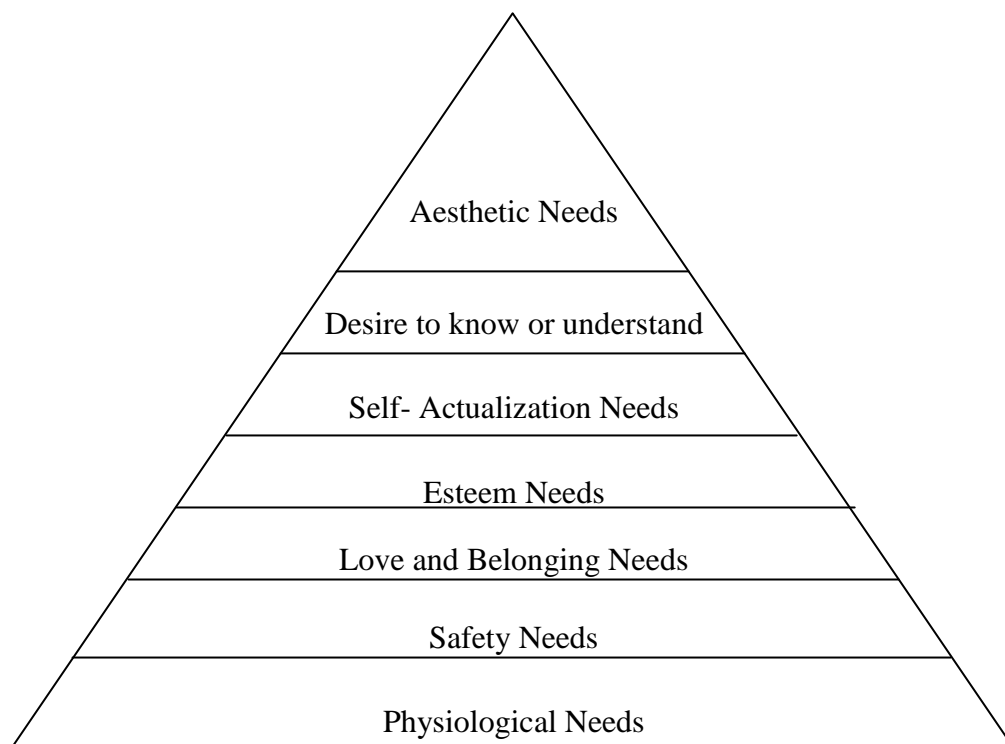 Aesthetic Needs
Desire to know or understand
Self- Actualization Needs
Esteem Needs
Love and Belonging Needs
Safety Needs
Physiological Needs